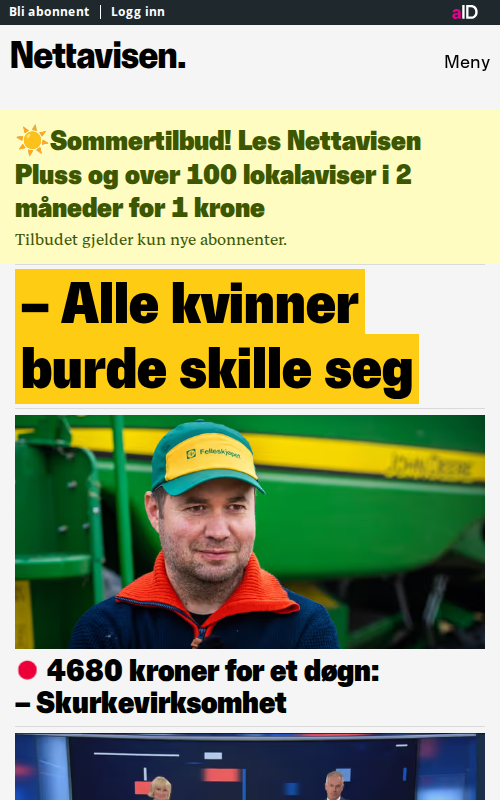 Bli abonnent | Logg inn
aID
Nettavisen.
Meny
☀️Sommertilbud! Les Nettavisen
Pluss og over 100 lokalaviser i 2
måneder for 1 krone
Tilbudet gjelder kun nye abonnenter.
– Alle kvinner
burde skille seg
Felleskjøpet
JOHN DEERE
🔴 4680 kroner for et døgn:
– Skurkevirksomhet